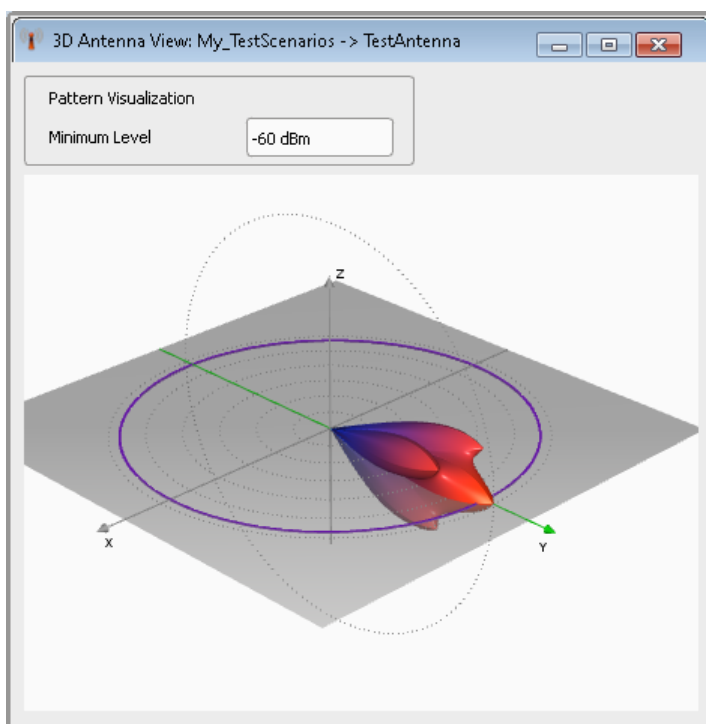 3D Antenna View: My_TestScenarios -> TestAntenna
Pattern Visualization
Minimum Level
-60 dBm
Z
X
Y